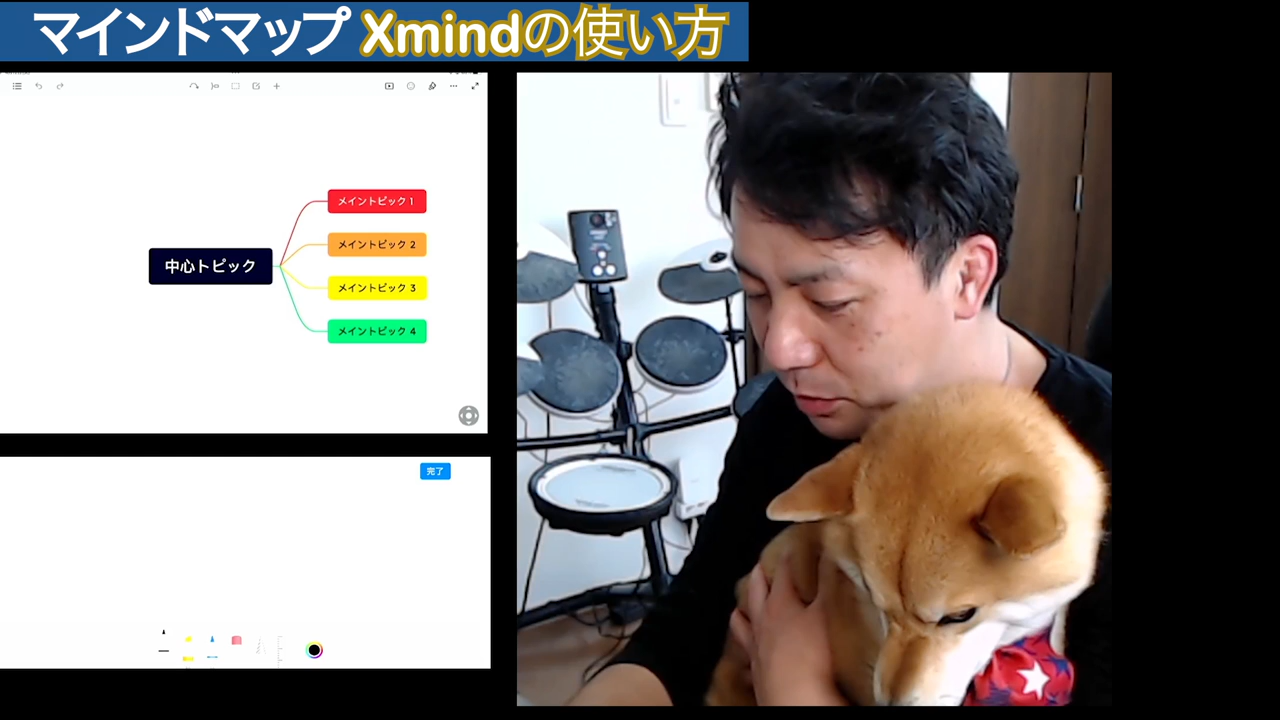 マインドマップ Xmindの使い方
中心トピック
メイントピック 1
メイントピック 2
メイントピック 3
メイントピック 4
完了